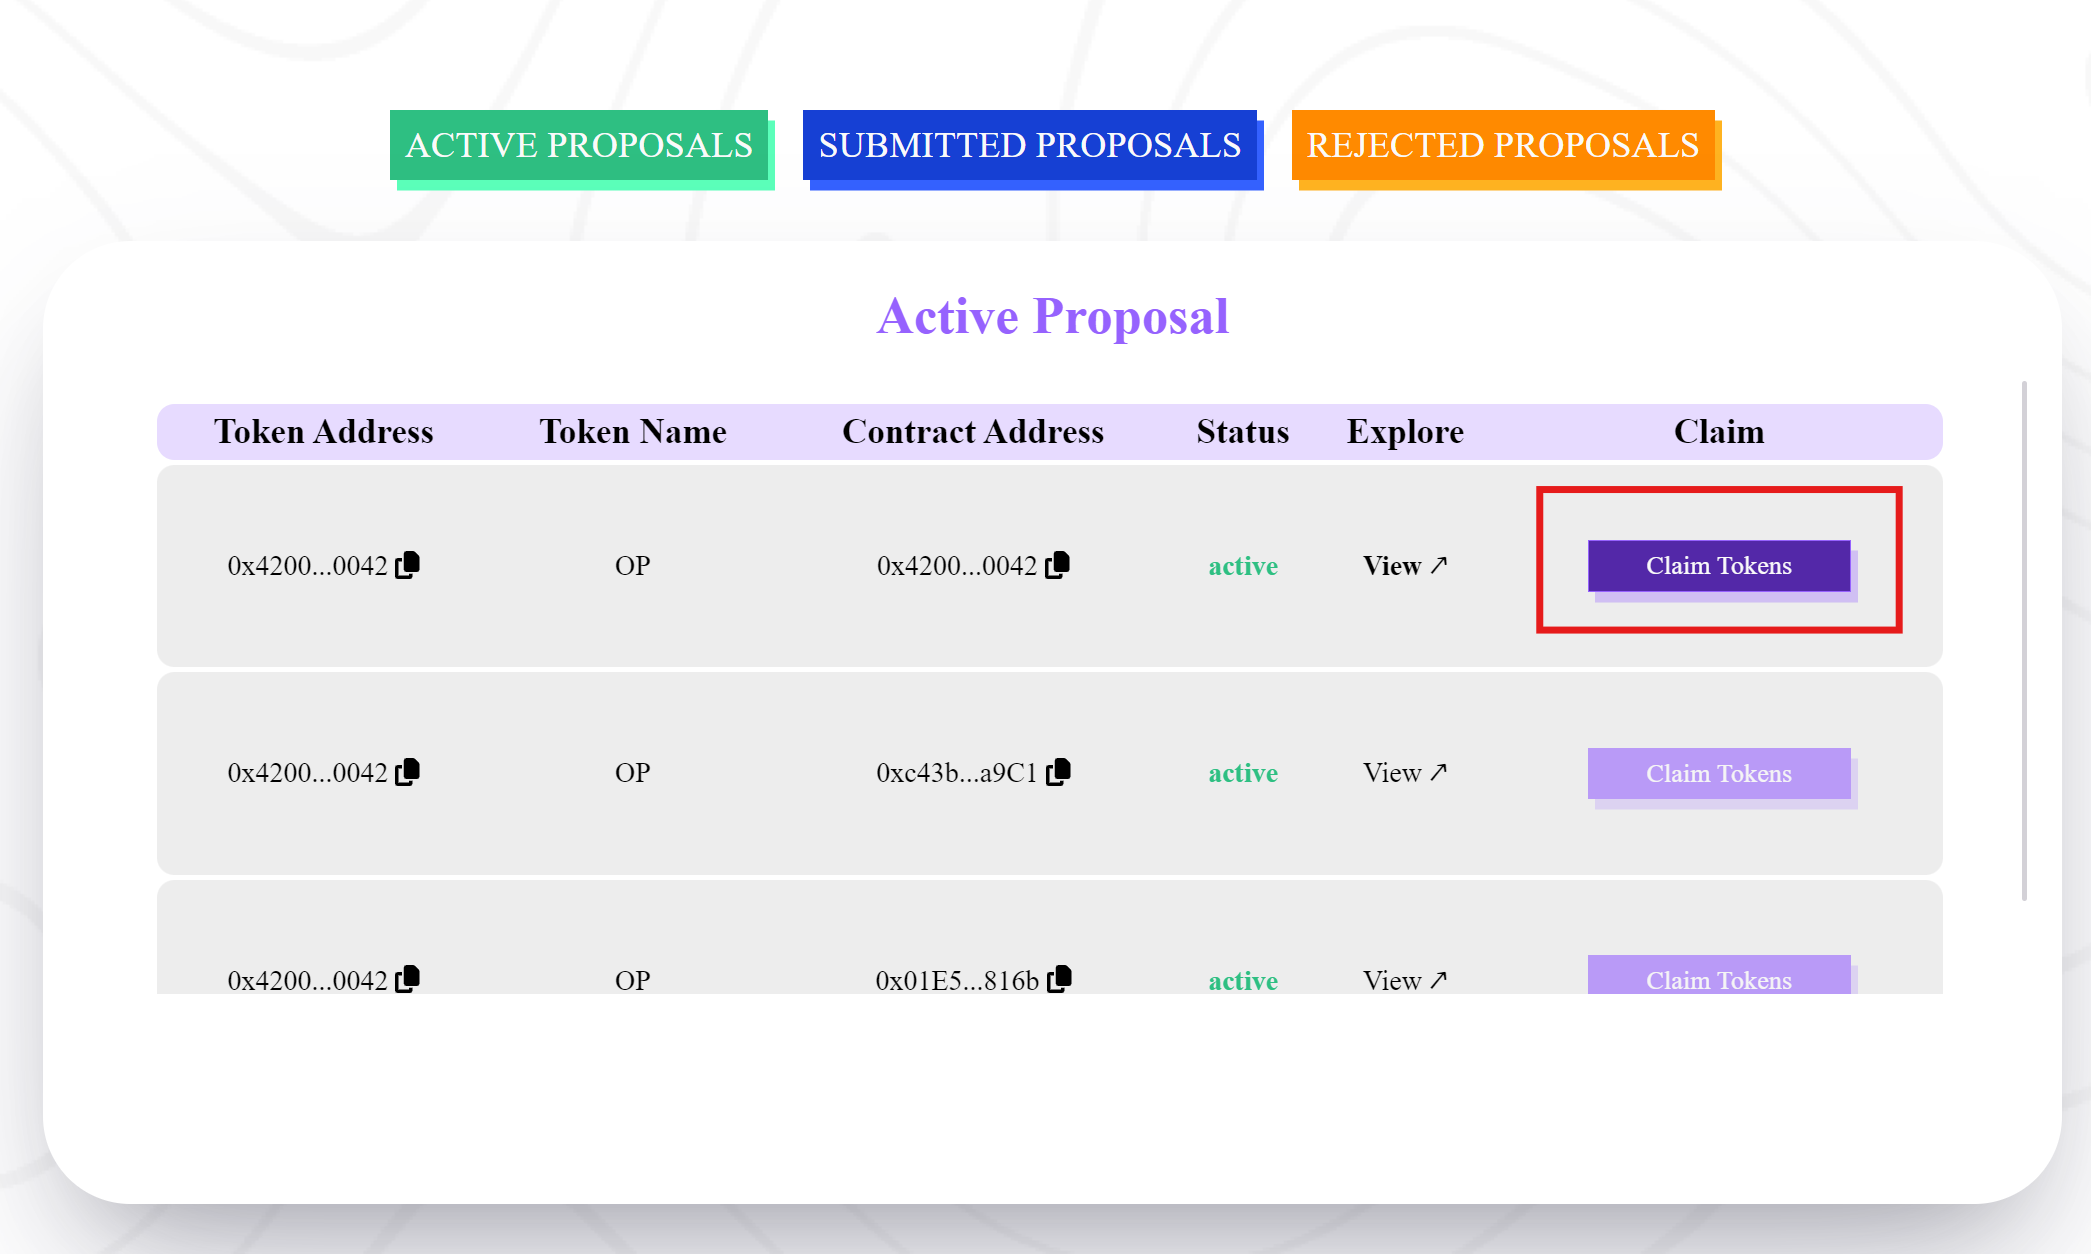 ACTIVE PROPOSALS SUBMITTED PROPOSALS REJECTED PROPOSALS
Active Proposal
Token Address Token Name Contract Address Status Explore Claim
0x4200...0042 OP 0x4200...0042 active View ↗ Claim Tokens
0x4200...0042 OP 0xc43b...a9C1 active View ↗ Claim Tokens
0x4200...0042 OP 0x01E5...816b active View ↗ Claim Tokens